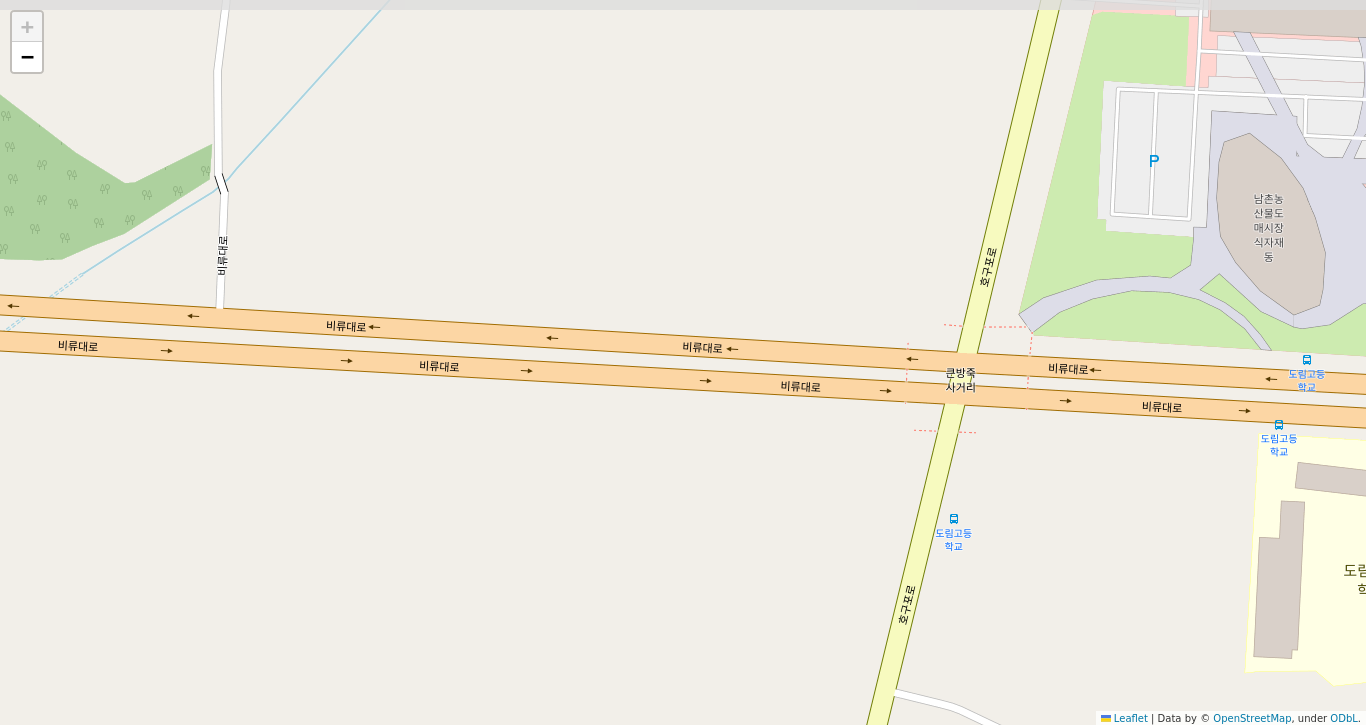 +
−
P
남촌농
산물도
매시장
식자재
동
호구포로
비류대로
비류대로
비류대로
비류대로
비류대로
비류대로
비류대로
비류대로
큰방죽
사거리
도림고등
학교
도림고등
학교
도림고등
학교
호구포로
Leaflet | Data by © OpenStreetMap, under ODbL.